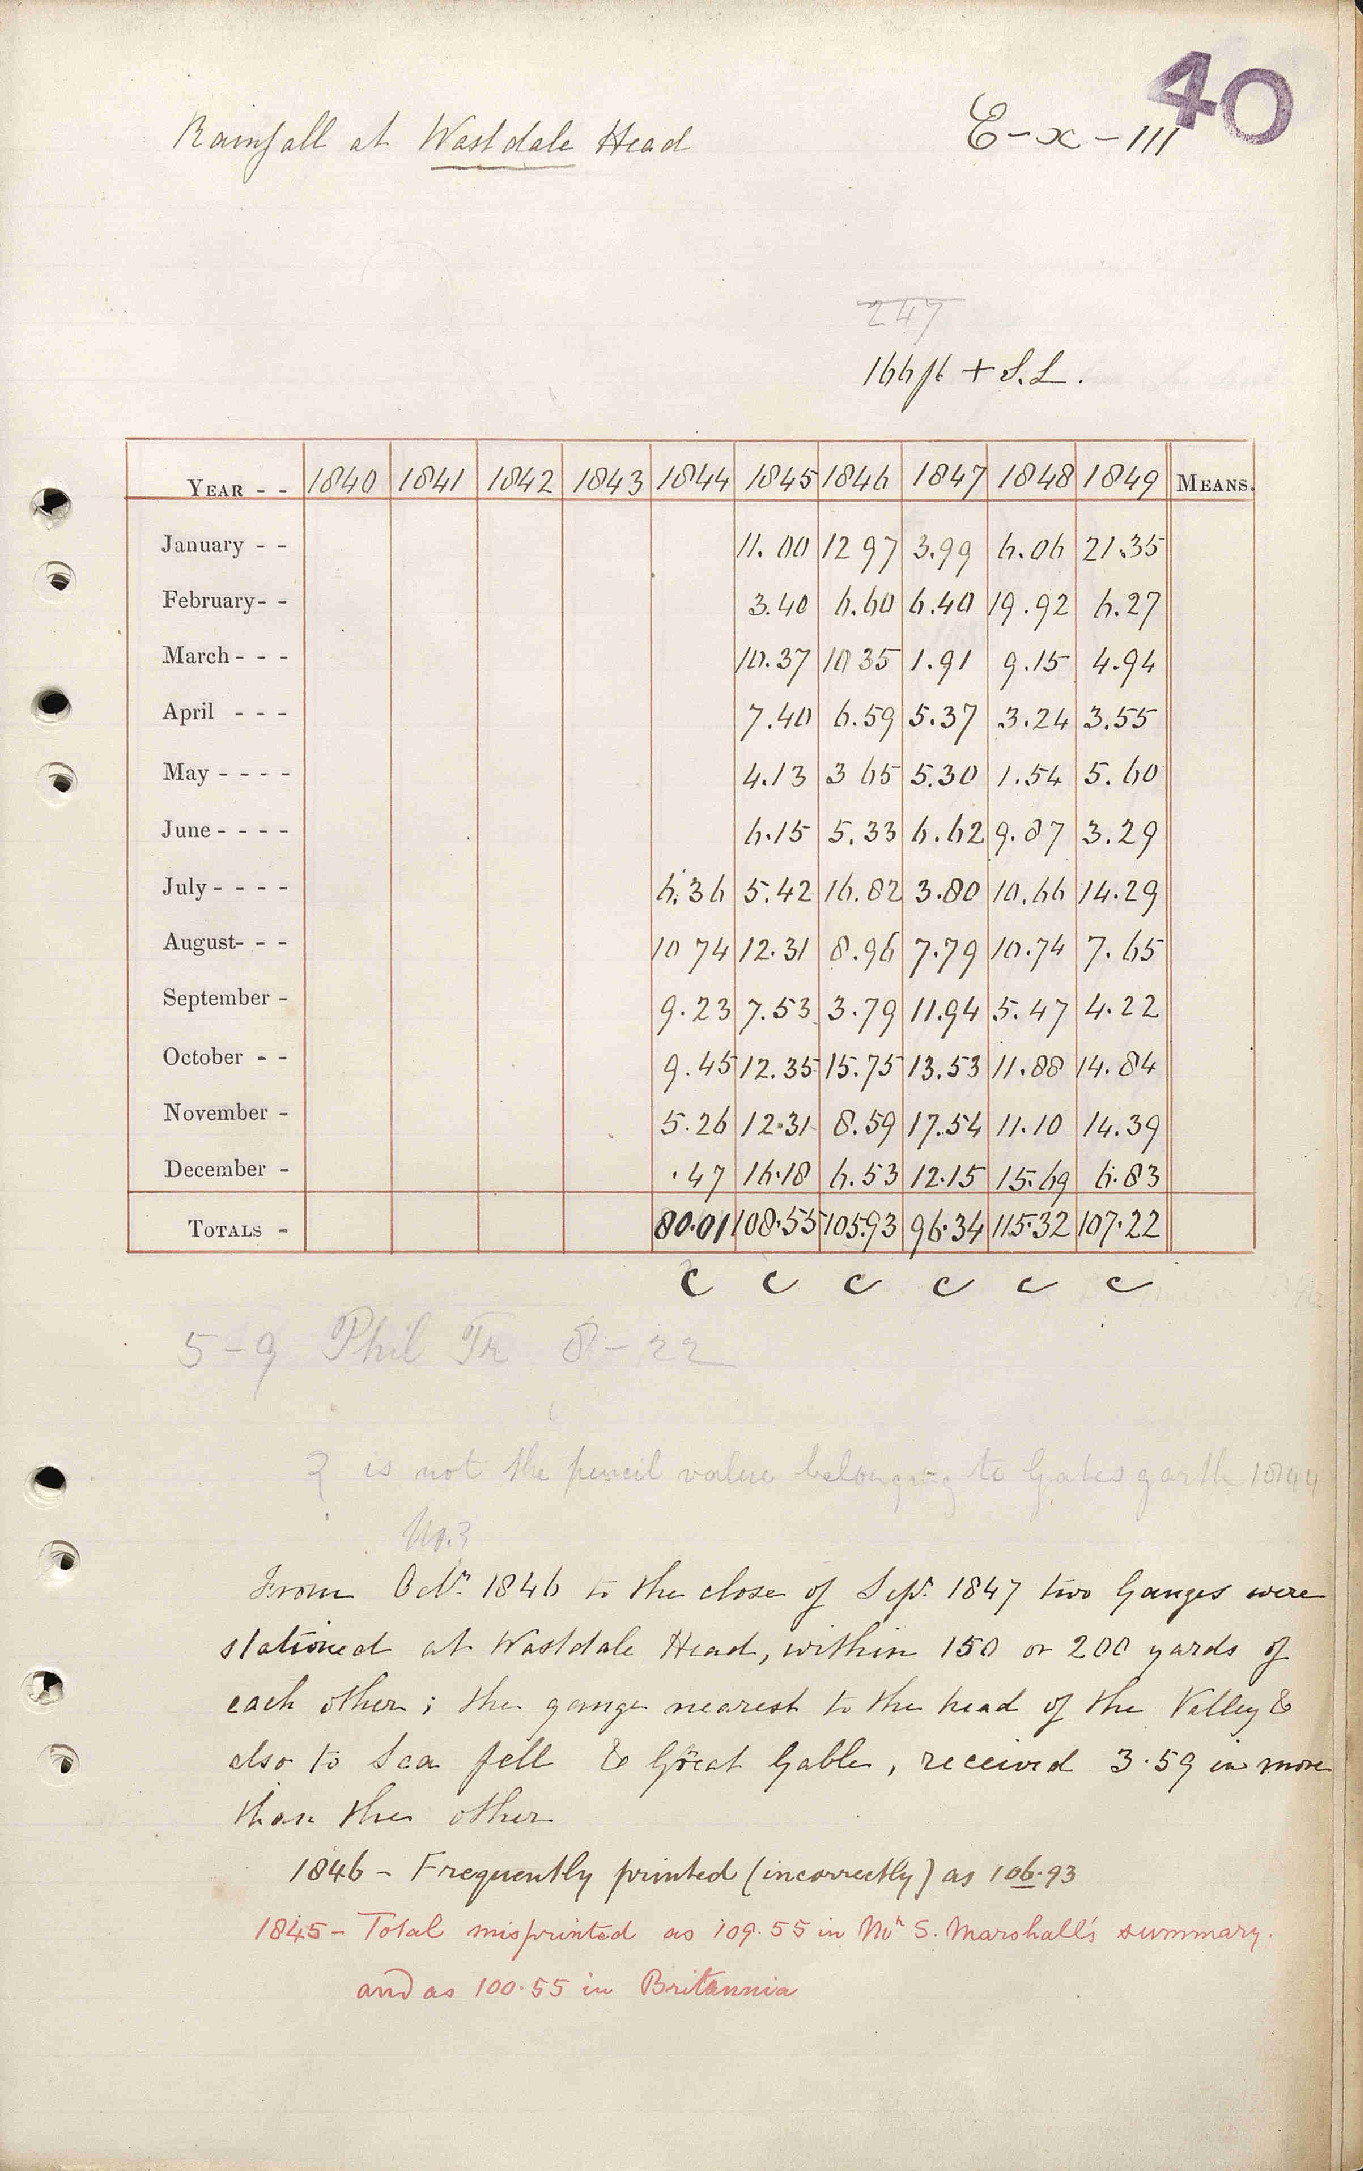 40
Rainfall at Wastdale Head
E-x-111
247
166 ft + S.L.
YEAR - - 1840 1841 1842 1843 1844 1845 1846 1847 1848 1849 MEANS.
January - - 11.00 12 97 3.99 6.06 21.35
February- - 3.40 6.60 6.40 19.92 6.27
March - - - 10.37 10 35 1.91 9.15 4.94
April - - - 7.40 6.59 5.37 3.24 3.55
May - - - - 4.13 3 65 5.30 1.54 5.60
June - - - - 6.15 5.33 6.62 9.87 3.29
July - - - - 6.36 5.42 16.82 3.80 10.66 14.29
August- - - 10 74 12.31 8.96 7.79 10.74 7.65
September - 9.23 7.53 3.79 11.94 5.47 4.22
October - - 9.45 12.35 15.75 13.53 11.88 14.84
November - 5.26 12.31 8.59 17.54 11.10 14.39
December - .47 16.18 6.53 12.15 15.69 6.83
TOTALS - 80.01 108.55 105.93 96.34 115.32 107.22
c c c c c c
5-9 Phil Tr 8-22
? is not the pencil value belonging to Gatesgarth 1844
No.3
From Octr. 1846 to the close of Sept. 1847 two Gauges were
stationed at Wastdale Head, within 150 or 200 yards of
each other; the gauge nearest to the head of the Valley &
also to Sca fell & Great Gable, received 3.59 in more
than the other
1846 - Frequently printed (incorrectly) as 106.93
1845 - Total misprinted as 109.55 in Mr S. Marshall's summary.
and as 100.55 in Britannia